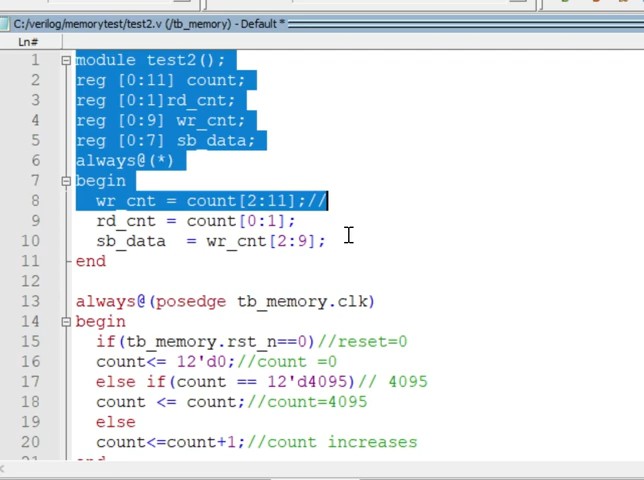 C:/verilog/memorytest/test2.v (/tb_memory) - Default *
Ln#
1 module test2();
2 reg [0:11] count;
3 reg [0:1]rd_cnt;
4 reg [0:9] wr_cnt;
5 reg [0:7] sb_data;
6 always@(*)
7 begin
8 wr_cnt = count[2:11];//
9 rd_cnt = count[0:1];
10 sb_data = wr_cnt[2:9];
11 end
12
13 always@(posedge tb_memory.clk)
14 begin
15 if(tb_memory.rst_n==0)//reset=0
16 count<= 12'd0;//count =0
17 else if(count == 12'd4095)// 4095
18 count <= count;//count=4095
19 else
20 count<=count+1;//count increases